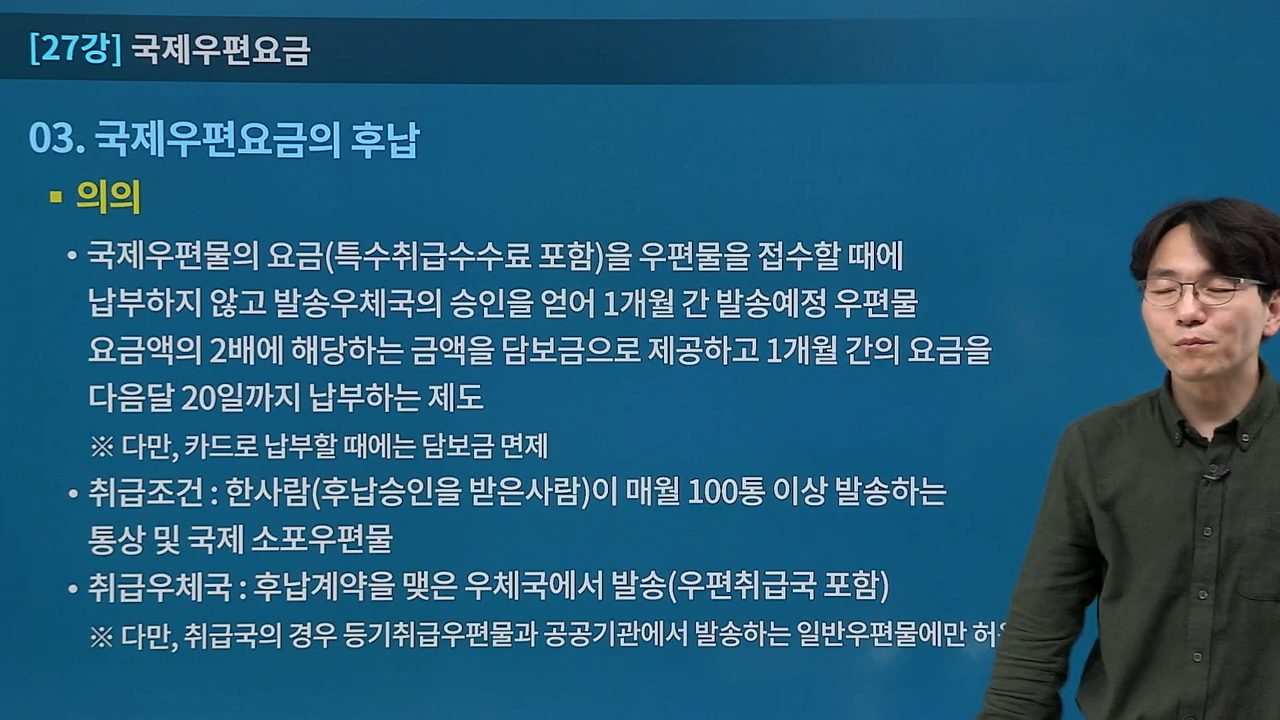 [27강] 국제우편요금
03. 국제우편요금의 후납
▪ 의의
• 국제우편물의 요금(특수취급수수료 포함)을 우편물을 접수할 때에
납부하지 않고 발송우체국의 승인을 얻어 1개월 간 발송예정 우편물
요금액의 2배에 해당하는 금액을 담보금으로 제공하고 1개월 간의 요금을
다음달 20일까지 납부하는 제도
※ 다만, 카드로 납부할 때에는 담보금 면제
• 취급조건 : 한사람(후납승인을 받은사람)이 매월 100통 이상 발송하는
통상 및 국제 소포우편물
• 취급우체국 : 후납계약을 맺은 우체국에서 발송(우편취급국 포함)
※ 다만, 취급국의 경우 등기취급우편물과 공공기관에서 발송하는 일반우편물에만